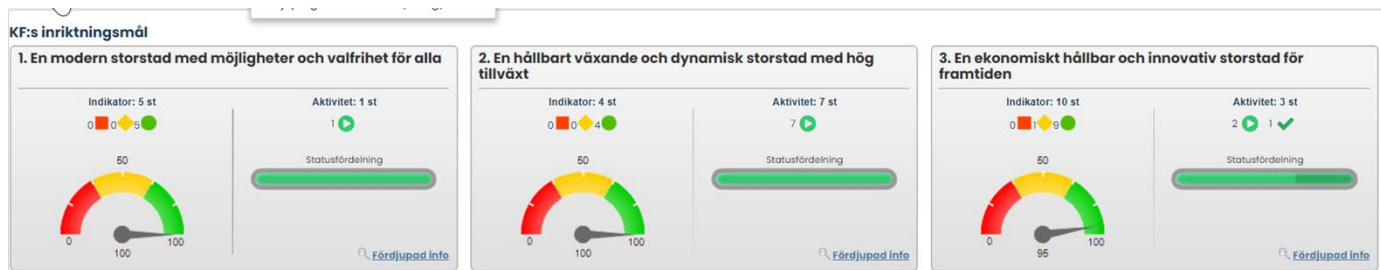 KF:s inriktningsmål
1. En modern storstad med möjligheter och valfrihet för alla
Indikator: 5 st
Aktivitet: 1 st
0 0 5
1
50
Statusfördelning
0
100
100
Fördjupad info
2. En hållbart växande och dynamisk storstad med hög
tillväxt
Indikator: 4 st
Aktivitet: 7 st
0 0 4
7
50
Statusfördelning
0
100
100
Fördjupad info
3. En ekonomiskt hållbar och innovativ storstad för
framtiden
Indikator: 10 st
Aktivitet: 3 st
0 1 9
2 1
50
Statusfördelning
0
100
95
Fördjupad info